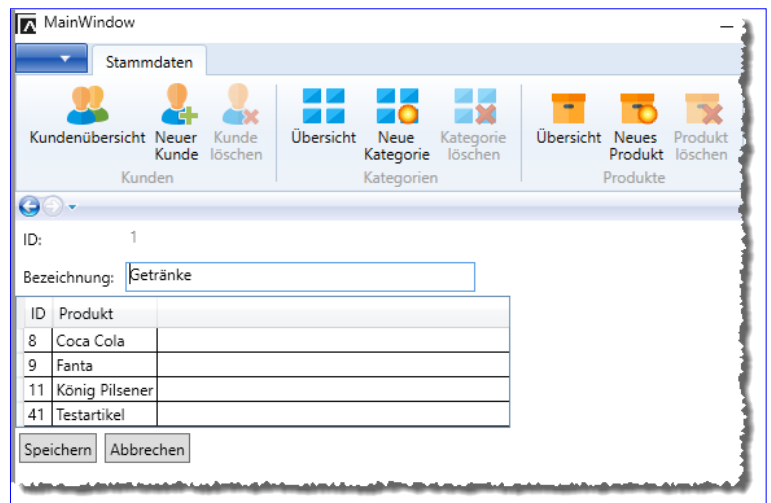 MainWindow
Stammdaten
Kundenübersicht Neuer Kunde Übersicht Neue Kategorie Übersicht Neues Produkt
Kunde löschen Kategorie löschen Produkt löschen
Kunden Kategorien Produkte
ID: 1
Bezeichnung: Getränke
ID Produkt
8 Coca Cola
9 Fanta
11 König Pilsener
41 Testartikel
Speichern Abbrechen